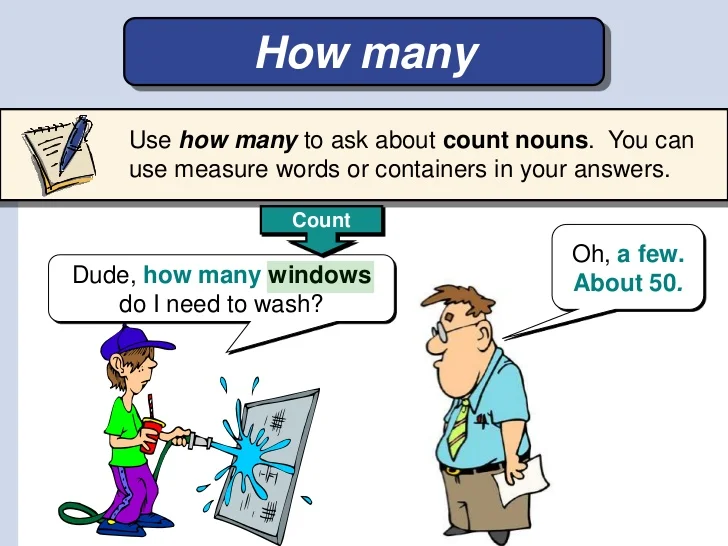 How many
Use how many to ask about count nouns. You can
use measure words or containers in your answers.
Count
Dude, how many windows
do I need to wash?
Oh, a few.
About 50.